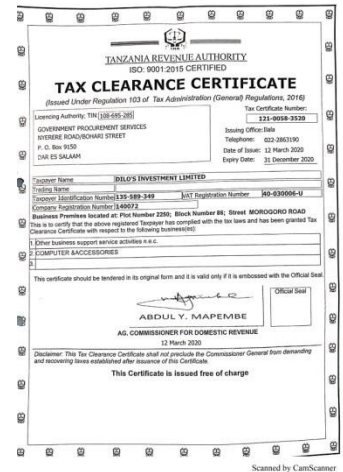 TANZANIA REVENUE AUTHORITY
ISO: 9001:2015 CERTIFIED
TAX CLEARANCE CERTIFICATE
(Issued Under Regulation 103 of Tax Administration (General) Regulations, 2016)
Tax Certificate Number:
121-0058-3520
Licencing Authority; TIN 108-695-285
GOVERNMENT PROCUREMENT SERVICES
NYERERE ROAD/BOHARI STREET
P. O. Box 9150
DAR ES SALAAM
Issuing Office: Ilala
Telephone: 022-2863190
Date of Issue: 12 March 2020
Expiry Date: 31 December 2020
Taxpayer Name DILO'S INVESTMENT LIMITED
Trading Name
Taxpayer Identification Number 135-589-349 VAT Registration Number 40-030006-U
Company Registration Number 140072
Business Premises located at: Plot Number 2250; Block Number 86; Street MOROGORO ROAD
This is to certify that the above registered Taxpayer has complied with the tax laws and has been granted Tax
Clearance Certificate with respect to the following business(es):
1. Other business support service activities n.e.c.
2. COMPUTER &ACCESSORIES
3.
This certificate should be tendered in its original form and it is valid only if it is embossed with the Official Seal.
Official Seal
ABDUL Y. MAPEMBE
AG. COMMISSIONER FOR DOMESTIC REVENUE
12 March 2020
Disclaimer: This Tax Clearance Certificate shall not preclude the Commissioner General from demanding
and recovering taxes established after issuance of this Certificate.
This Certificate is issued free of charge
Scanned by CamScanner